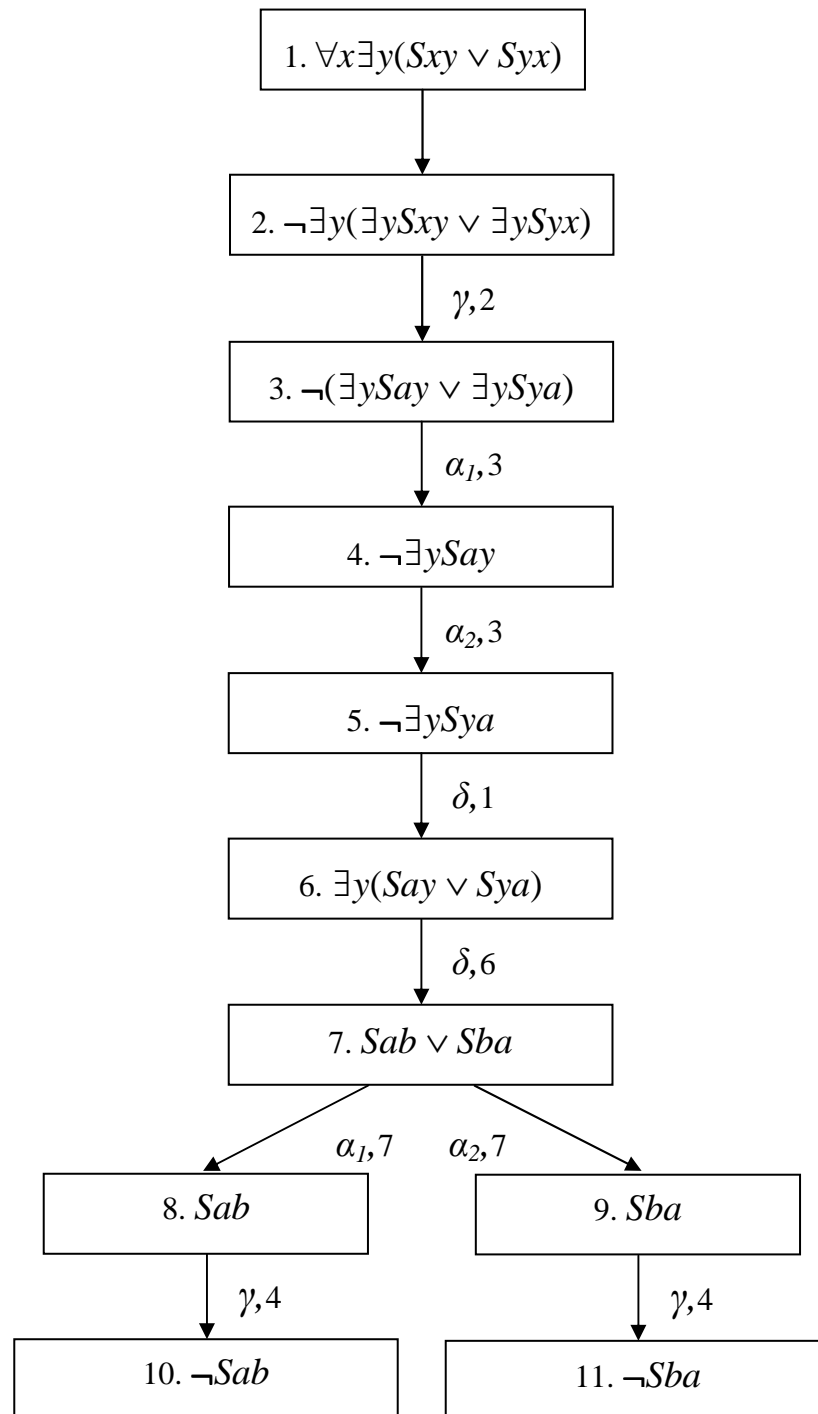 1. ∀x∃y(Sxy ∨ Syx)
2. ¬∃y(∃ySxy ∨ ∃ySyx)
γ,2
3. ¬(∃ySay ∨ ∃ySya)
α₁,3
4. ¬∃ySay
α₂,3
5. ¬∃ySya
δ,1
6. ∃y(Say ∨ Sya)
δ,6
7. Sab ∨ Sba
α₁,7 α₂,7
8. Sab 9. Sba
γ,4 γ,4
10. ¬Sab 11. ¬Sba